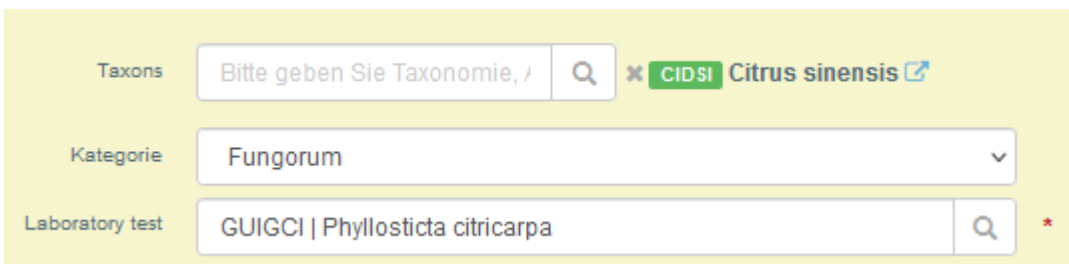 Taxons Bitte geben Sie Taxonomie, CIDSI Citrus sinensis
Kategorie Fungorum
Laboratory test GUIGCI | Phyllosticta citricarpa *